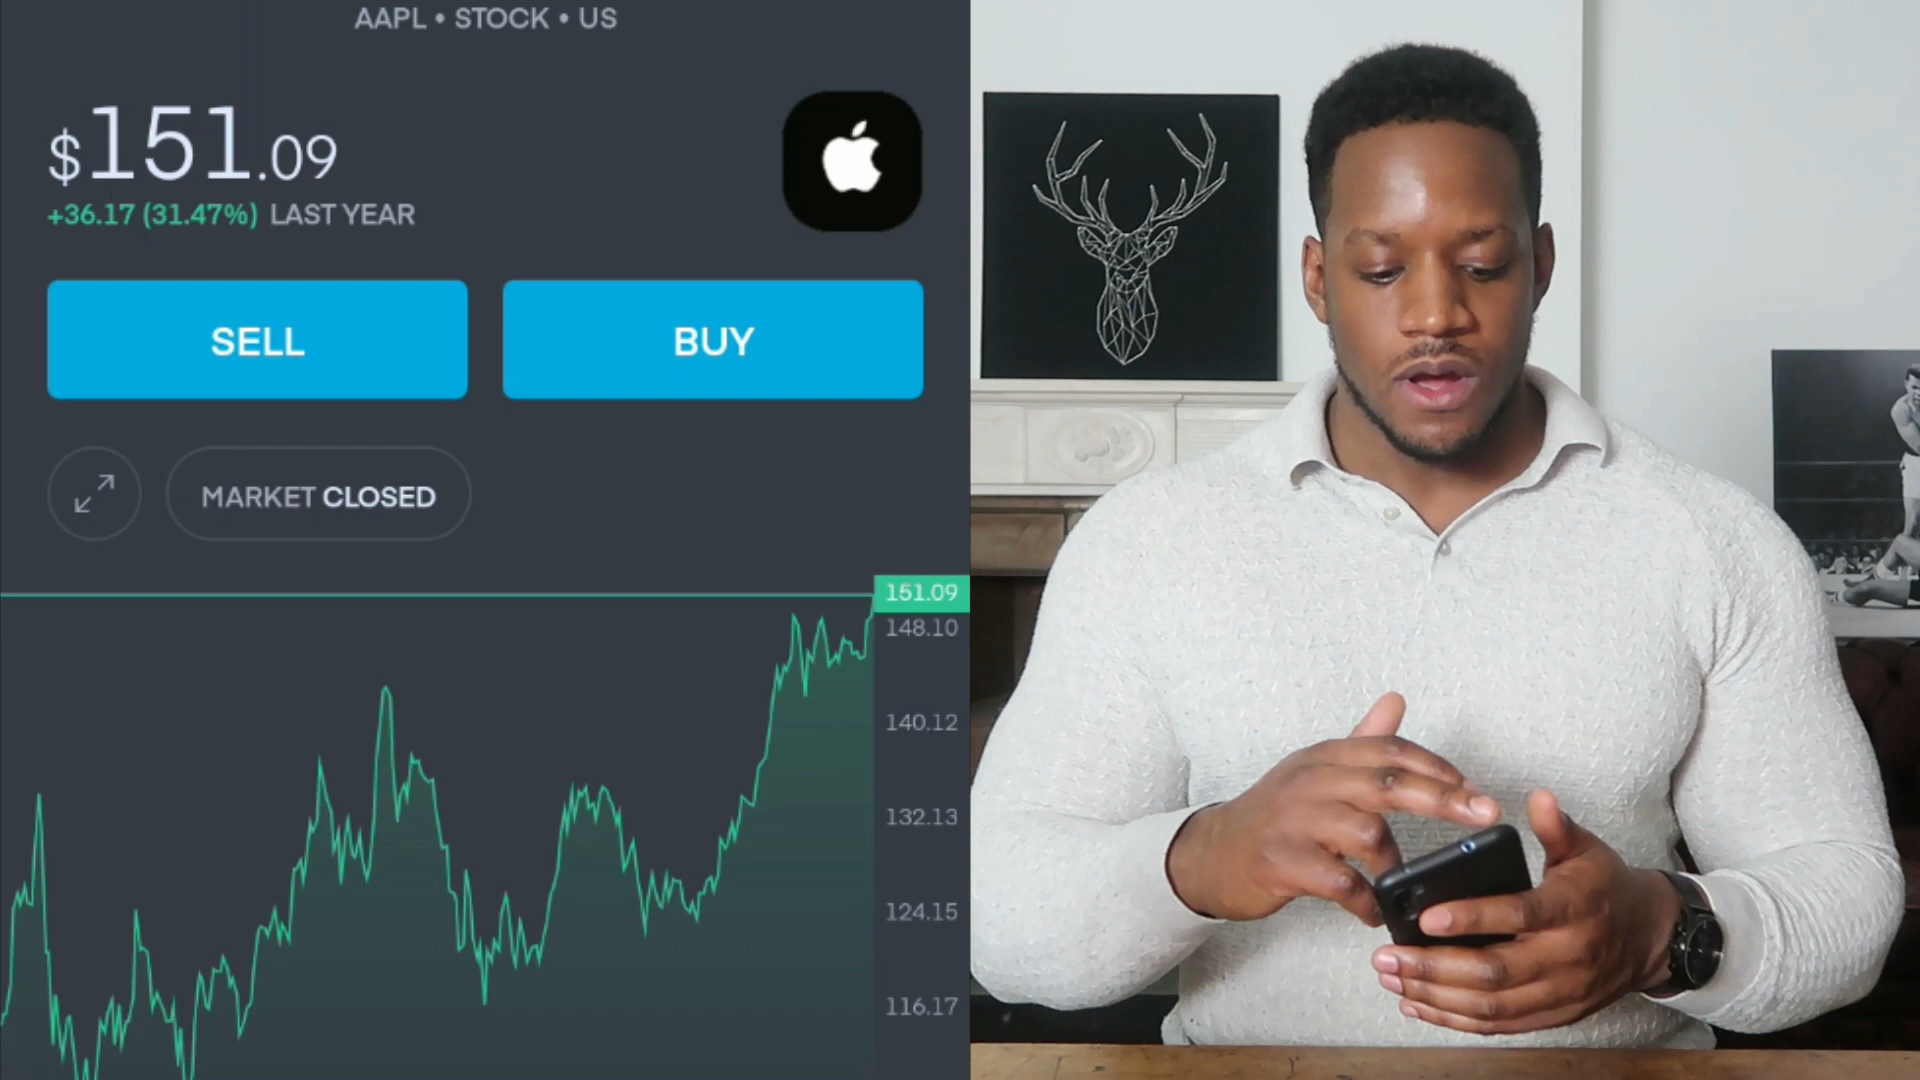 AAPL • STOCK • US
$151.09
+36.17 (31.47%) LAST YEAR
SELL
BUY
MARKET CLOSED
151.09
148.10
140.12
132.13
124.15
116.17